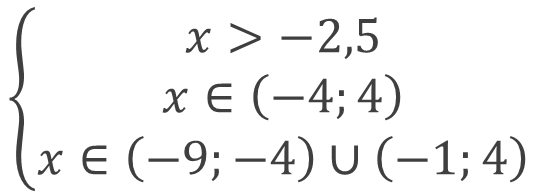 x > −2,5
x ∈ (−4; 4)
x ∈ (−9; −4) ∪ (−1; 4)